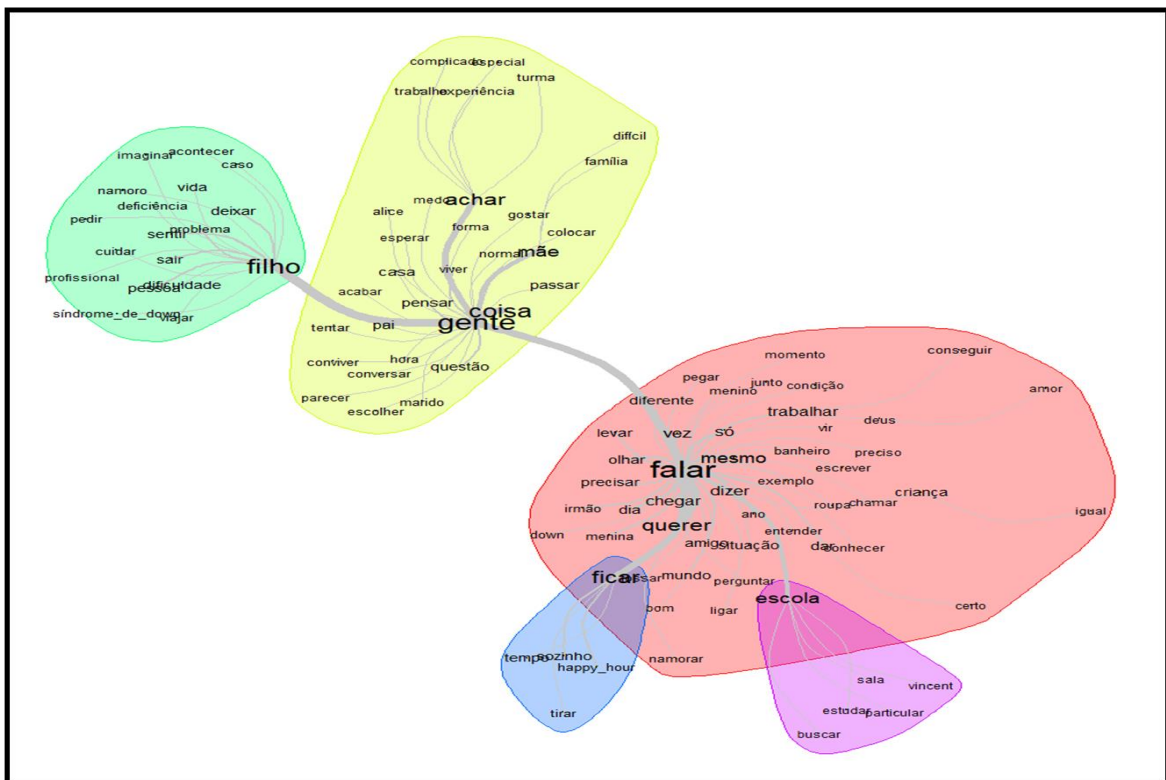 complicado especial
turma
trabalho experiência
difícil
família
imaginar acontecer
caso
namoro vida
deficiência deixar
pedir problema
sentir
cuidar sair
filho
profissional dificuldade
pessoa
síndrome_de_down viajar
achar
medo
alice gostar
forma colocar
esperar
normal mãe
casa viver
acabar passar
pensar
coisa
gente
tentar pai
hora
conviver questão
conversar
parecer marido
escolher
momento conseguir
pegar junto condição amor
menino
diferente trabalhar
deus
levar vez só vir
mesmo banheiro preciso
olhar escrever
falar exemplo
precisar dizer criança
chegar roupa chamar
irmão dia ano igual
querer entender
down menina
amigo situação dar conhecer
ficar mundo
perguntar
escola
bom ligar certo
tempo sozinho namorar
happy_hour
sala
vincent
tirar estudar particular
buscar